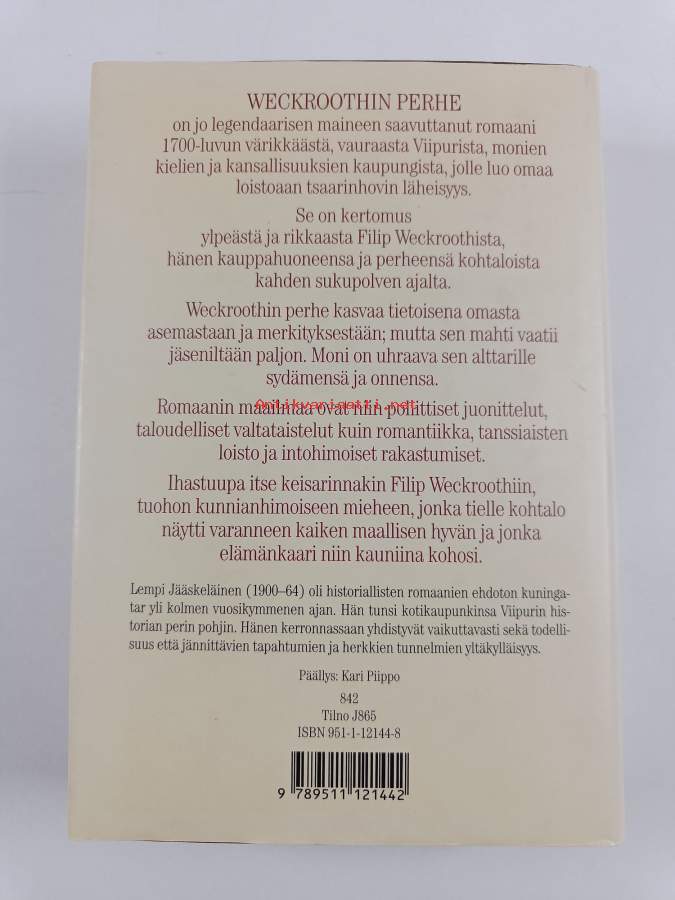 WECKROOTHIN PERHE
on jo legendaarisen maineen saavuttanut romaani
1700-luvun värikkäästä, vauraasta Viipurista, monien
kielien ja kansallisuuksien kaupungista, jolle luo omaa
loistoaan tsaarinhovin läheisyys.
Se on kertomus
ylpeästä ja rikkaasta Filip Weckroothista,
hänen kauppahuoneensa ja perheensä kohtaloista
kahden sukupolven ajalta.
Weckroothin perhe kasvaa tietoisena omasta
asemastaan ja merkityksestään; mutta sen mahti vaatii
jäseniltään paljon. Moni on uhraava sen alttarille
sydämensä ja onnensa.
Antikvariaatti.net
Romaanin maailmaa ovat niin poliittiset juonittelut,
taloudelliset valtataistelut kuin romantiikka, tanssiaisten
loisto ja intohimoiset rakastumiset.
Ihastuupa itse keisarinnakin Filip Weckroothiin,
tuohon kunnianhimoiseen mieheen, jonka tielle kohtalo
näytti varanneen kaiken maallisen hyvän ja jonka
elämänkaari niin kauniina kohosi.
Lempi Jääskeläinen (1900–64) oli historiallisten romaanien ehdoton kuninga-
tar yli kolmen vuosikymmenen ajan. Hän tunsi kotikaupunkinsa Viipurin his-
torian perin pohjin. Hänen kerronnassaan yhdistyvät vaikuttavasti sekä todelli-
suus että jännittävien tapahtumien ja herkkien tunnelmien yltäkylläisyys.
Päällys: Kari Piippo
842
Tilno J865
ISBN 951-1-12144-8
9 789511 121442